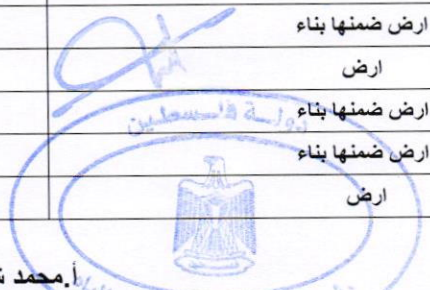 ارض ضمنها بناء
ارض
ارض ضمنها بناء
دولة فلسطين
ارض ضمنها بناء
ارض
أ.محمد